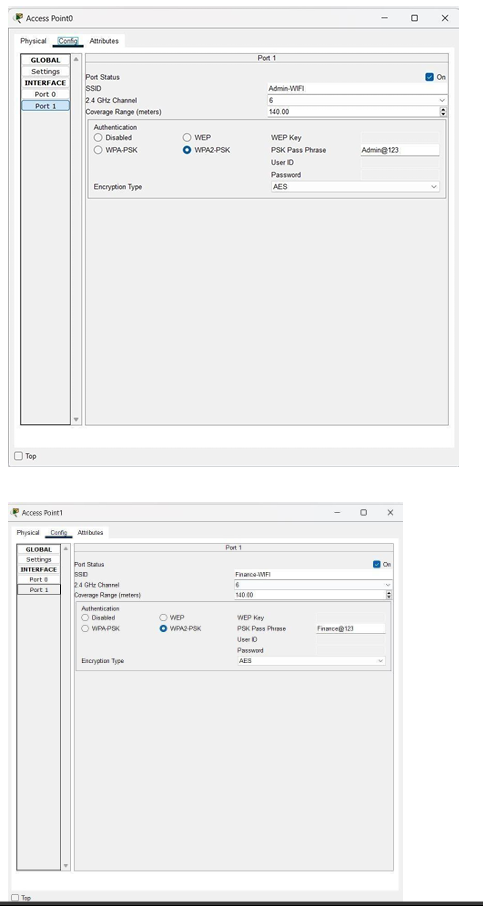 Access Point0
Physical Config Attributes
GLOBAL
Settings
INTERFACE
Port 0
Port 1
Port 1
Port Status On
SSID Admin-WIFI
2.4 GHz Channel 6
Coverage Range (meters) 140.00
Authentication
Disabled WEP WEP Key
WPA-PSK WPA2-PSK PSK Pass Phrase Admin@123
User ID
Password
Encryption Type AES
Top
Access Point1
Physical Config Attributes
GLOBAL
Settings
INTERFACE
Port 0
Port 1
Port 1
Port Status On
SSID Finance-WIFI
2.4 GHz Channel 6
Coverage Range (meters) 140.00
Authentication
Disabled WEP WEP Key
WPA-PSK WPA2-PSK PSK Pass Phrase Finance@123
User ID
Password
Encryption Type AES
Top